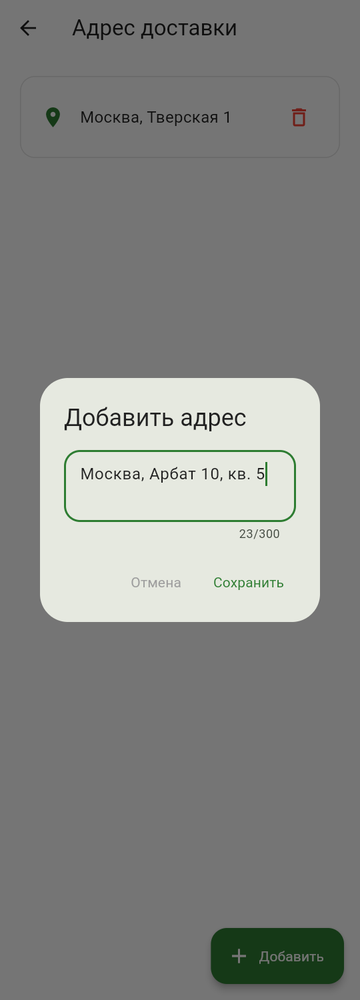 Адрес доставки
Москва, Тверская 1
Добавить адрес
Москва, Арбат 10, кв. 5
23/300
Отмена
Сохранить
Добавить